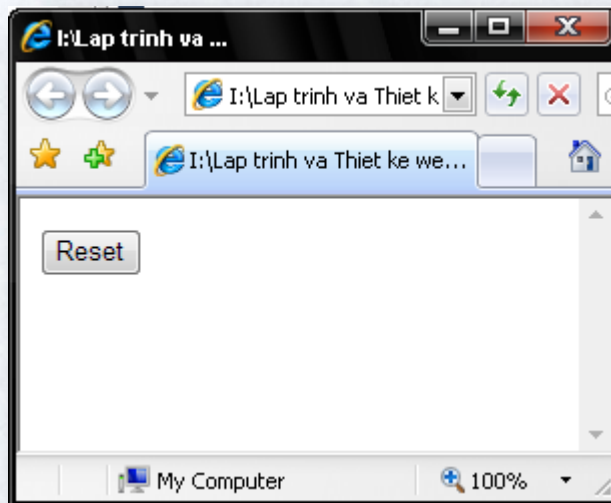 I:\Lap trinh va ...
I:\Lap trinh va Thiet k
I:\Lap trinh va Thiet ke we...
Reset
My Computer
100%